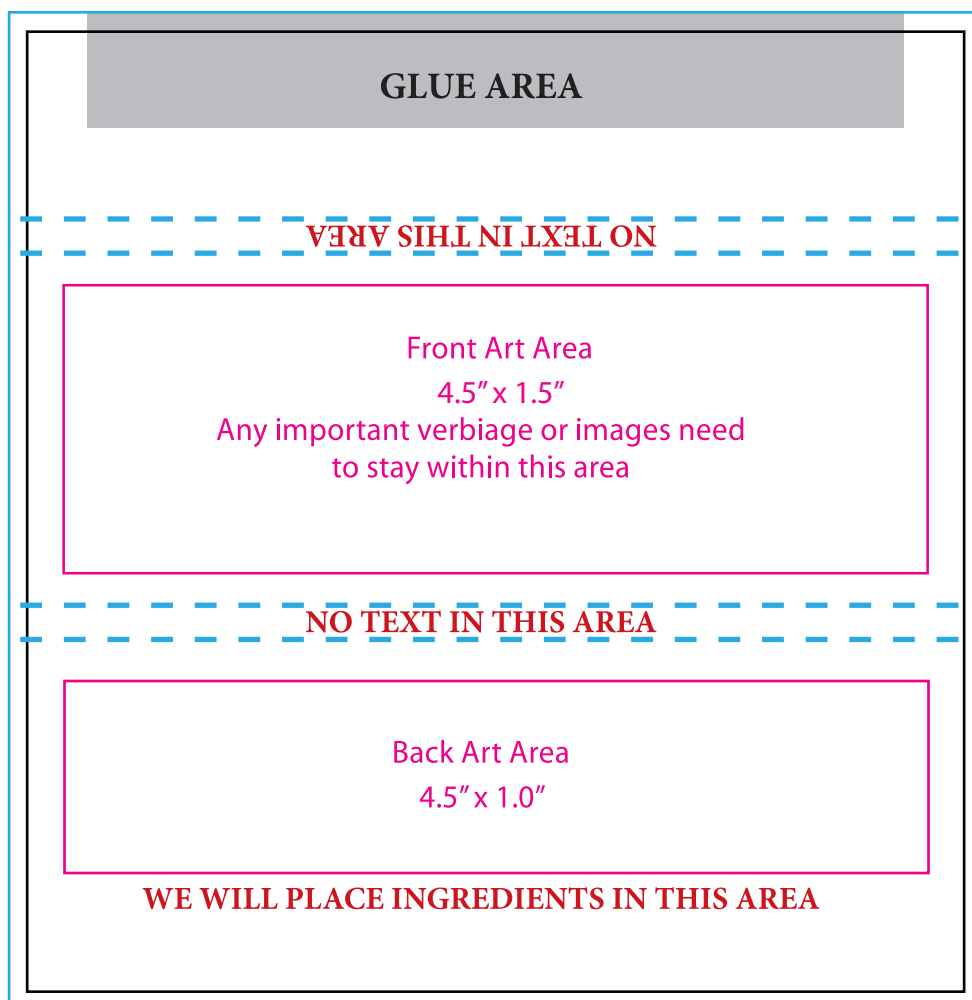 GLUE AREA
NO TEXT IN THIS AREA
Front Art Area
4.5” x 1.5”
Any important verbiage or images need
to stay within this area
NO TEXT IN THIS AREA
Back Art Area
4.5” x 1.0”
WE WILL PLACE INGREDIENTS IN THIS AREA